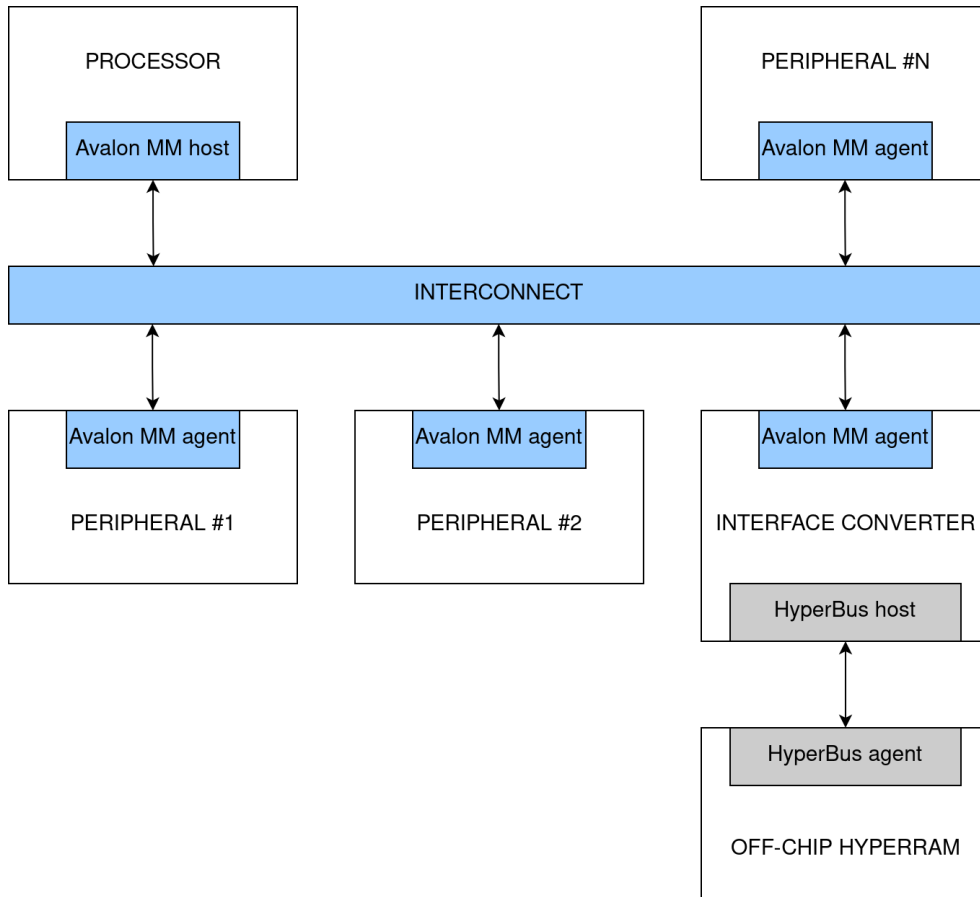 PROCESSOR
Avalon MM host
PERIPHERAL #N
Avalon MM agent
INTERCONNECT
Avalon MM agent
PERIPHERAL #1
Avalon MM agent
PERIPHERAL #2
Avalon MM agent
INTERFACE CONVERTER
HyperBus host
HyperBus agent
OFF-CHIP HYPERRAM